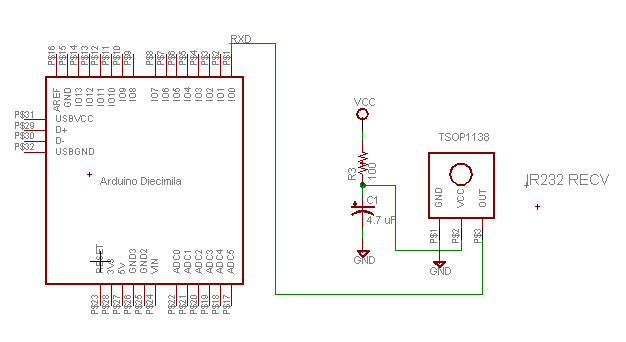 RXD
P$16 P$15 P$14 P$13 P$12 P$11 P$10 P$9 P$8 P$7 P$6 P$5 P$4 P$3 P$2 P$1
AREF GND IO13 IO12 IO11 IO10 IO9 IO8 IO7 IO6 IO5 IO4 IO3 IO2 IO1 IO0
P$31 USBVCC
P$29 D+
P$30 D-
P$32 USBGND
Arduino Diecimila
RESET 3V3 5V GND3 GND2 VIN ADC0 ADC1 ADC2 ADC3 ADC4 ADC5
P$23 P$28 P$27 P$26 P$25 P$24 P$22 P$21 P$20 P$19 P$18 P$17
VCC
R3
100
C1
4.7 uF
GND
TSOP1138
GND VCC OUT
P$1 P$2 P$3
GND
IR232 RECV